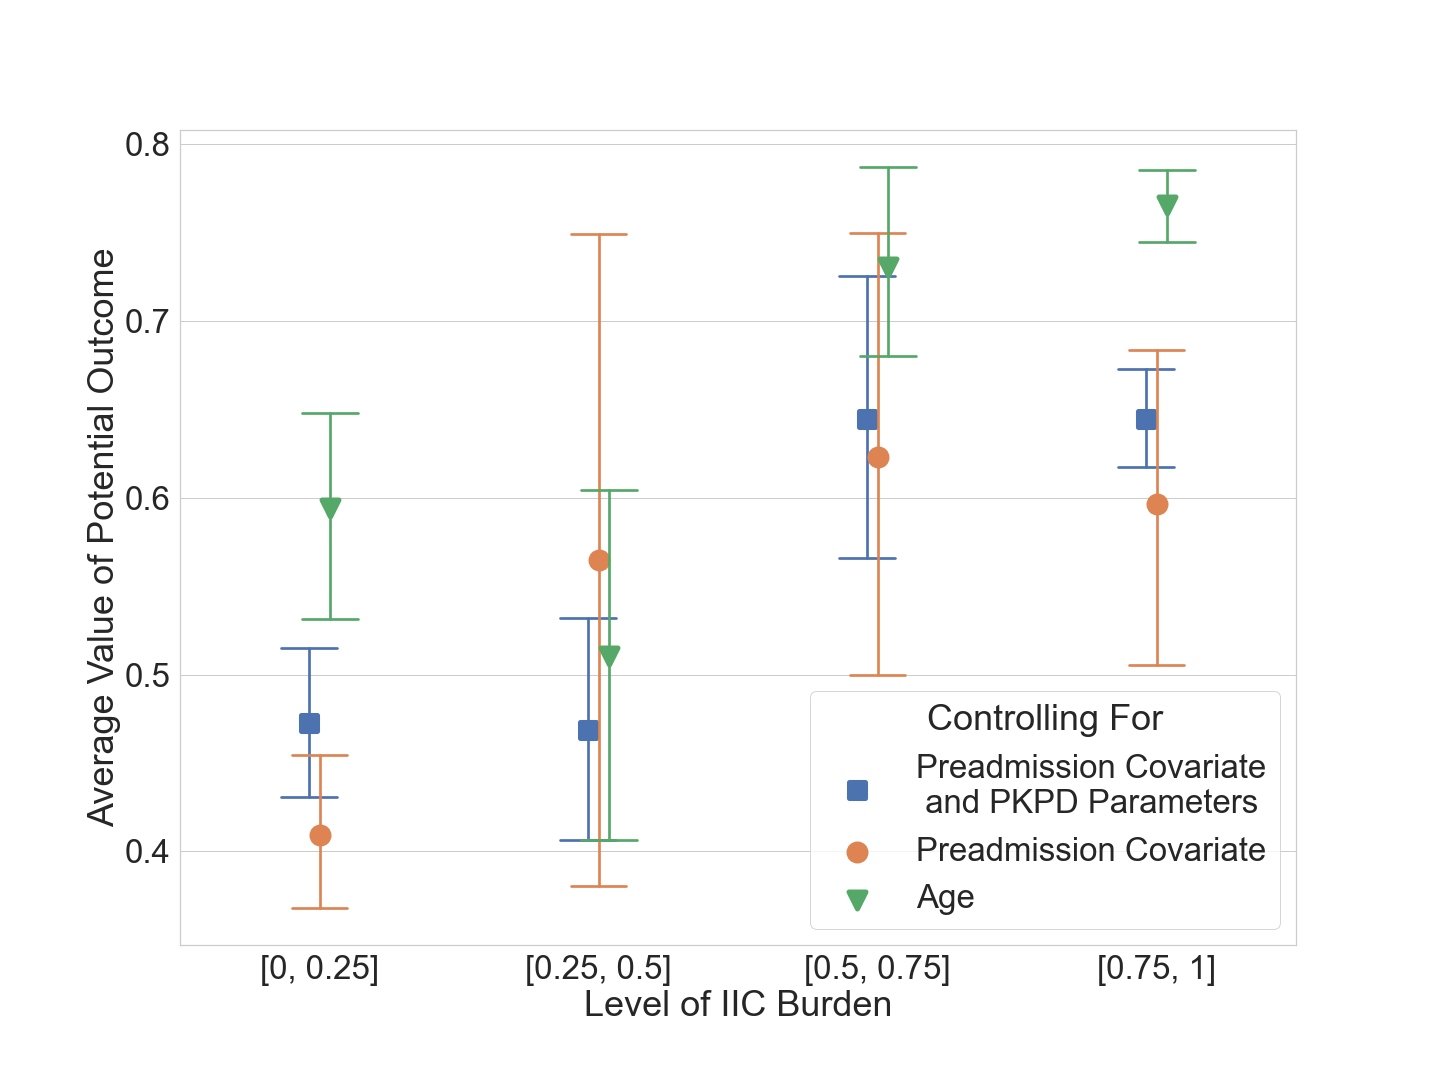 0.8
0.7
0.6
0.5
0.4
Average Value of Potential Outcome
[0, 0.25]
[0.25, 0.5]
[0.5, 0.75]
[0.75, 1]
Level of IIC Burden
Controlling For
Preadmission Covariate
and PKPD Parameters
Preadmission Covariate
Age